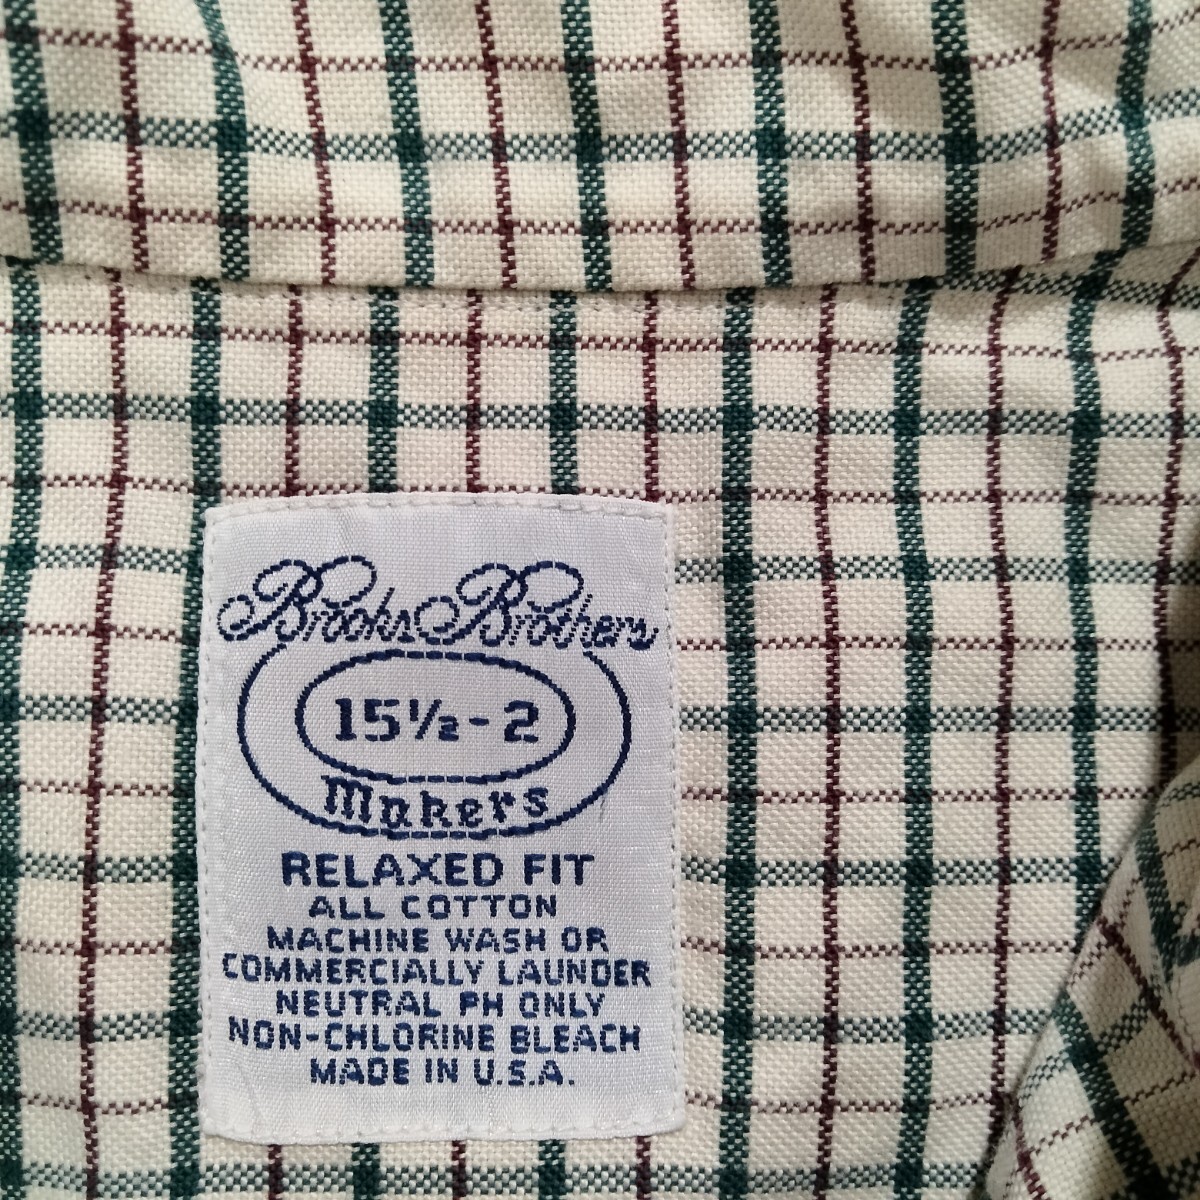 Brooks Brothers
15½-2
Makers
RELAXED FIT
ALL COTTON
MACHINE WASH OR
COMMERCIALLY LAUNDER
NEUTRAL PH ONLY
NON-CHLORINE BLEACH
MADE IN U.S.A.